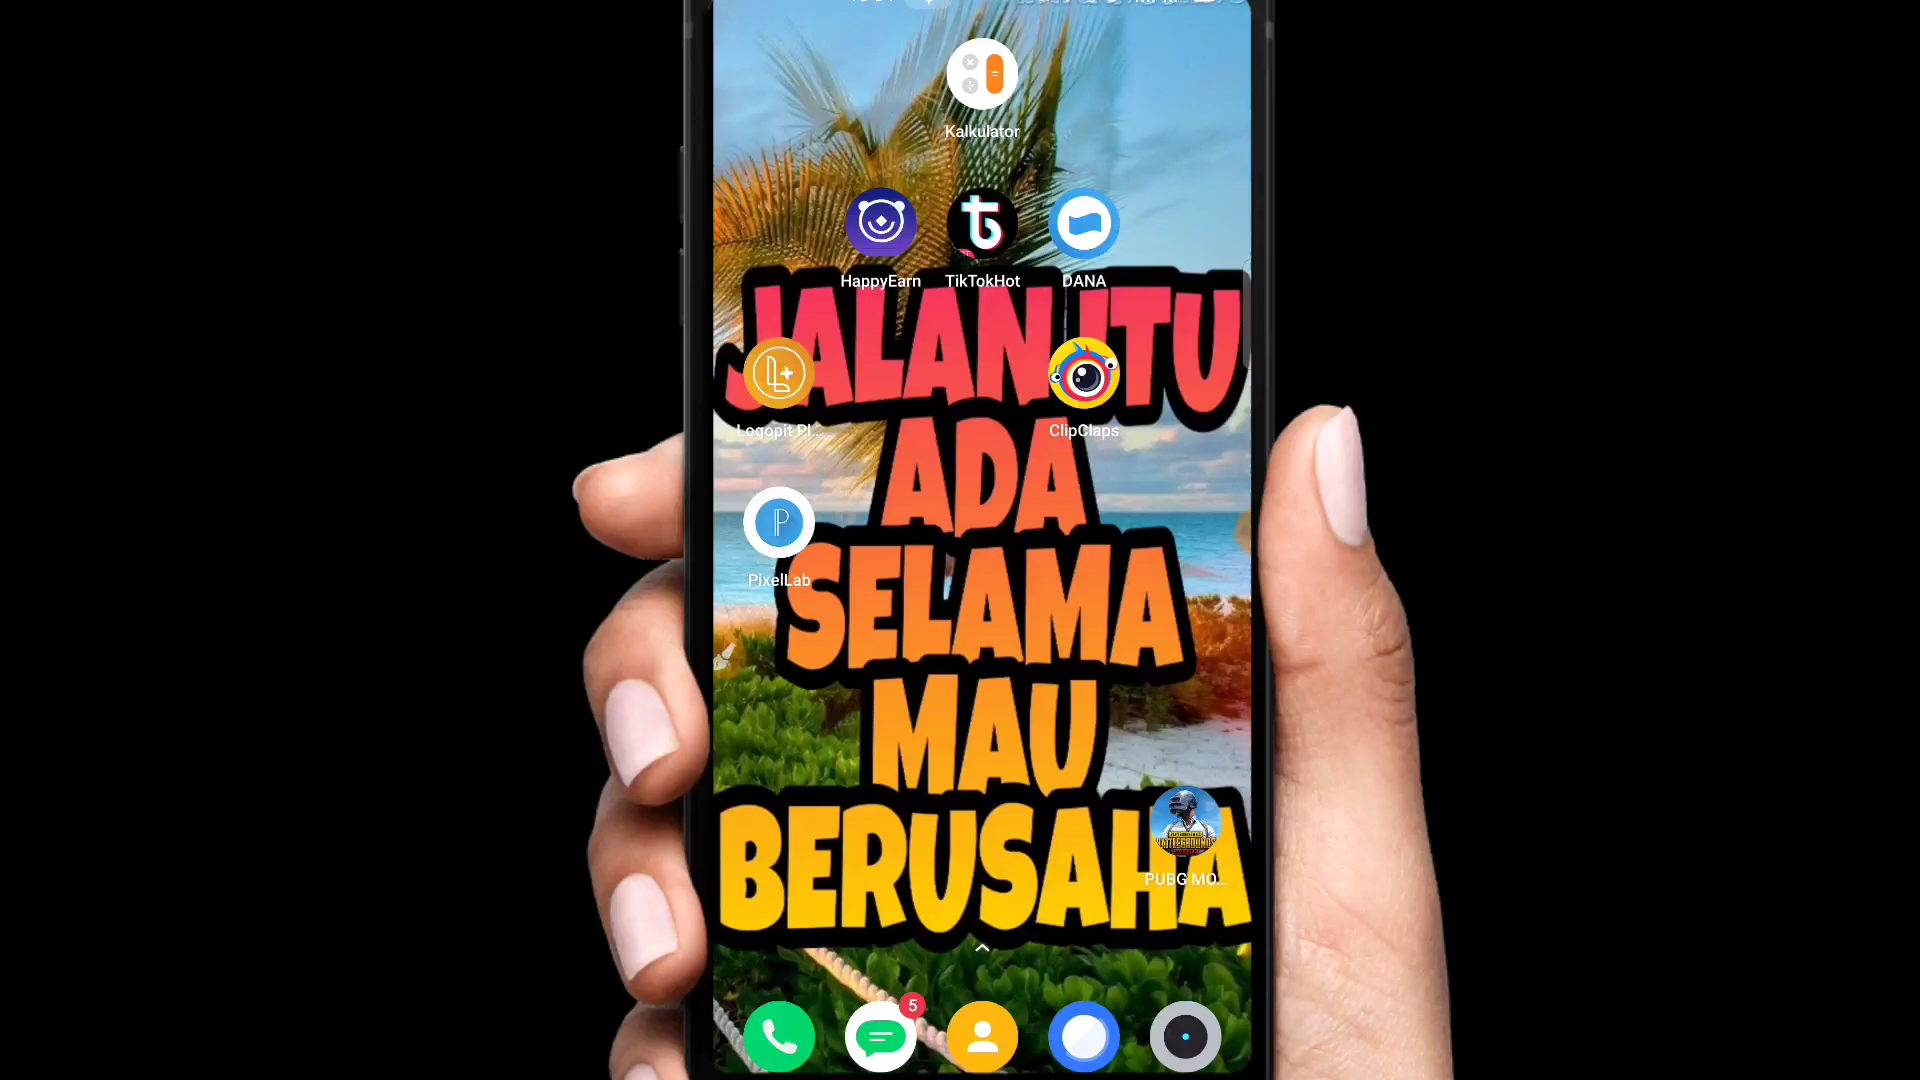 Kalkulator
HappyEarn TikTokHot DANA
JALAN ITU
Logopit Pl... ClipClaps
ADA
PixelLab
SELAMA
MAU
BERUSAHA
PUBG MO...
5